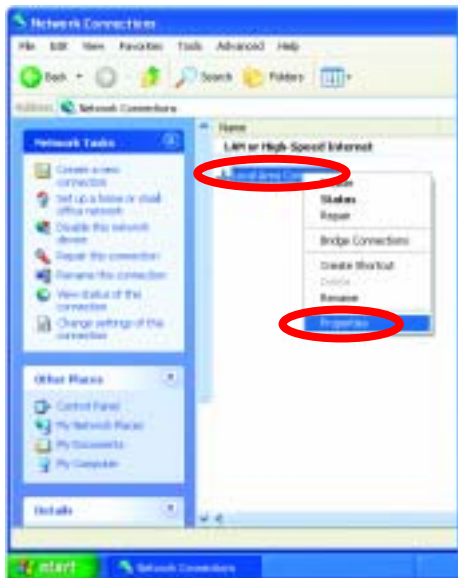 Network Connections
File Edit View Favorites Tools Advanced Help
Back Search Folders
Address Network Connections
Network Tasks
Create a new
connection
Set up a home or small
office network
Disable this network
device
Repair this connection
Rename this connection
View status of this
connection
Change settings of this
connection
Other Places
Control Panel
My Network Places
My Documents
My Computer
Details
Name
LAN or High-Speed Internet
Local Area
Status
Repair
Bridge Connections
Create Shortcut
Delete
Rename
Properties
start Network Connections